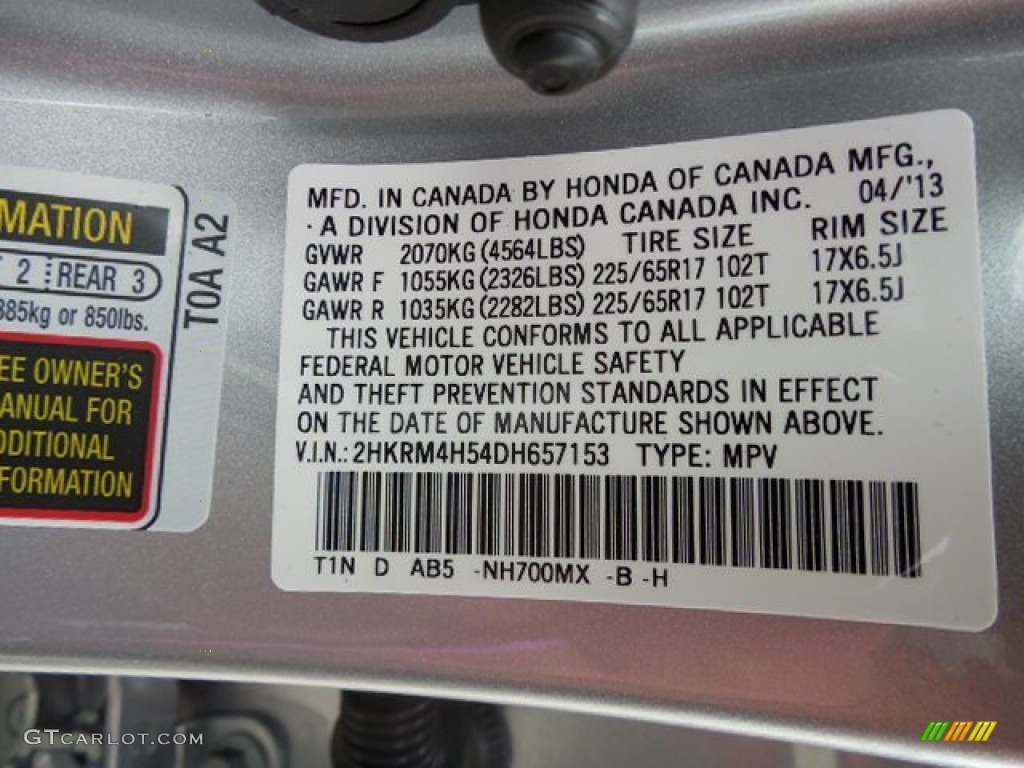 MATION
2 REAR 3
385kg or 850lbs.
EE OWNER'S
ANUAL FOR
DDITIONAL
FORMATION
T0A A2
MFD. IN CANADA BY HONDA OF CANADA MFG.,
· A DIVISION OF HONDA CANADA INC. 04/'13
GVWR 2070KG (4564LBS) TIRE SIZE RIM SIZE
GAWR F 1055KG (2326LBS) 225/65R17 102T 17X6.5J
GAWR R 1035KG (2282LBS) 225/65R17 102T 17X6.5J
THIS VEHICLE CONFORMS TO ALL APPLICABLE
FEDERAL MOTOR VEHICLE SAFETY
AND THEFT PREVENTION STANDARDS IN EFFECT
ON THE DATE OF MANUFACTURE SHOWN ABOVE.
V.I.N.: 2HKRM4H54DH657153 TYPE: MPV
T1N D AB5 -NH700MX -B -H
GTCARLOT.COM